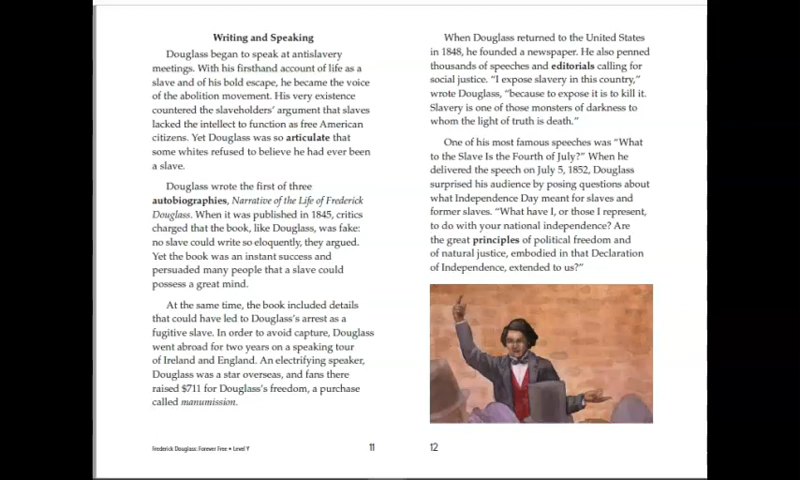 Writing and Speaking
Douglass began to speak at antislavery
meetings. With his firsthand account of life as a
slave and of his bold escape, he became the voice
of the abolition movement. His very existence
countered the slaveholders' argument that slaves
lacked the intellect to function as free American
citizens. Yet Douglass was so articulate that
some whites refused to believe he had ever been
a slave.
Douglass wrote the first of three
autobiographies, Narrative of the Life of Frederick
Douglass. When it was published in 1845, critics
charged that the book, like Douglass, was fake:
no slave could write so eloquently, they argued.
Yet the book was an instant success and
persuaded many people that a slave could
possess a great mind.
At the same time, the book included details
that could have led to Douglass's arrest as a
fugitive slave. In order to avoid capture, Douglass
went abroad for two years on a speaking tour
of Ireland and England. An electrifying speaker,
Douglass was a star overseas, and fans there
raised $711 for Douglass's freedom, a purchase
called manumission.
Frederick Douglass: Forever Free • Level Y
11
When Douglass returned to the United States
in 1848, he founded a newspaper. He also penned
thousands of speeches and editorials calling for
social justice. "I expose slavery in this country,"
wrote Douglass, "because to expose it is to kill it.
Slavery is one of those monsters of darkness to
whom the light of truth is death."
One of his most famous speeches was "What
to the Slave Is the Fourth of July?" When he
delivered the speech on July 5, 1852, Douglass
surprised his audience by posing questions about
what Independence Day meant for slaves and
former slaves. "What have I, or those I represent,
to do with your national independence? Are
the great principles of political freedom and
of natural justice, embodied in that Declaration
of Independence, extended to us?"
12